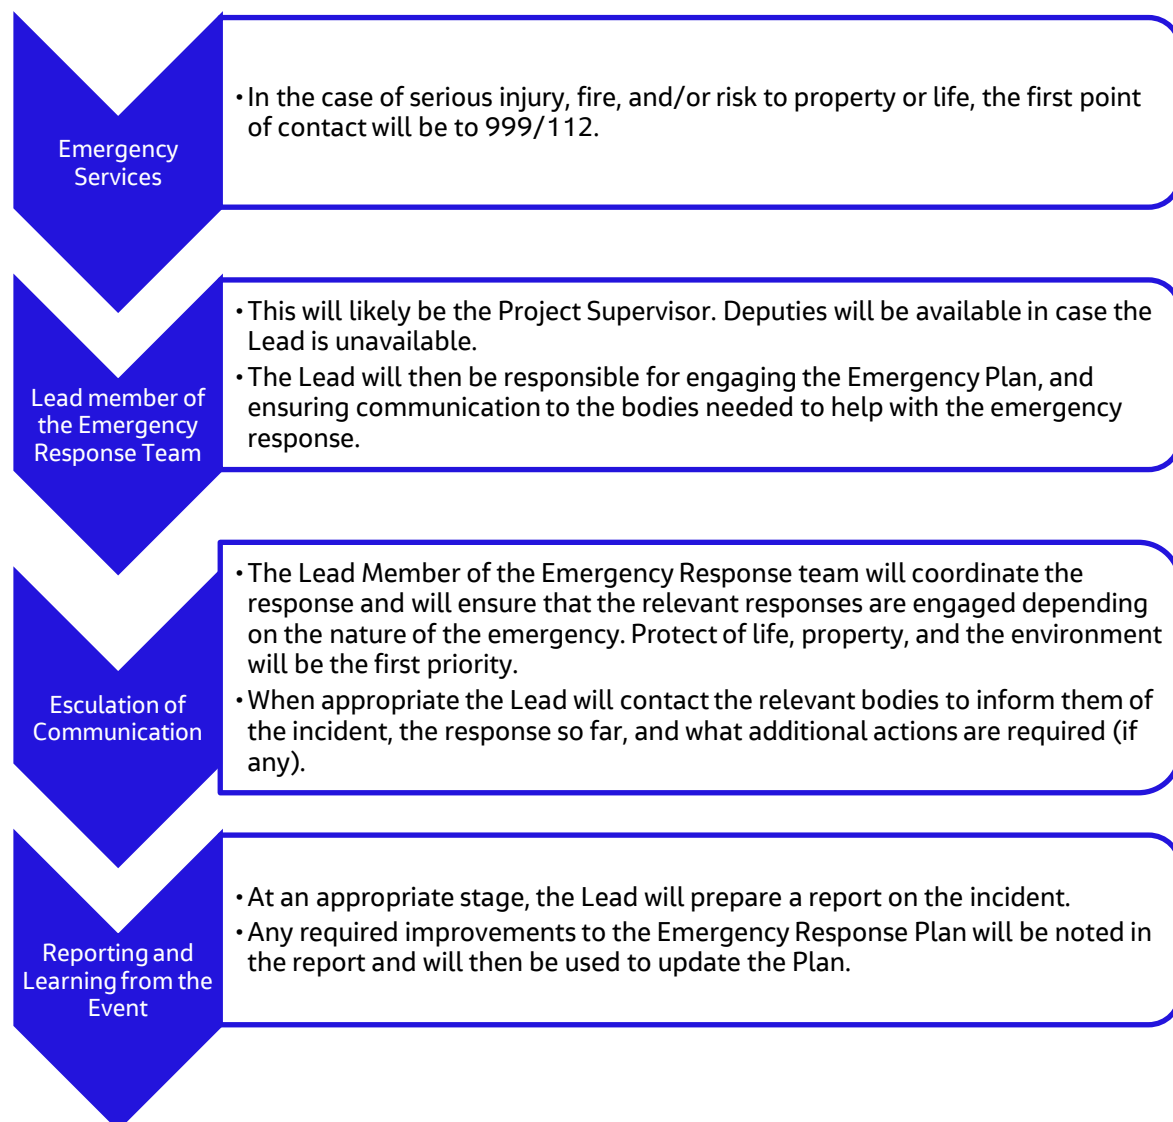 Emergency
Services
• In the case of serious injury, fire, and/or risk to property or life, the first point
of contact will be to 999/112.
Lead member of
the Emergency
Response Team
• This will likely be the Project Supervisor. Deputies will be available in case the
Lead is unavailable.
• The Lead will then be responsible for engaging the Emergency Plan, and
ensuring communication to the bodies needed to help with the emergency
response.
Esculation of
Communication
• The Lead Member of the Emergency Response team will coordinate the
response and will ensure that the relevant responses are engaged depending
on the nature of the emergency. Protect of life, property, and the environment
will be the first priority.
• When appropriate the Lead will contact the relevant bodies to inform them of
the incident, the response so far, and what additional actions are required (if
any).
Reporting and
Learning from the
Event
• At an appropriate stage, the Lead will prepare a report on the incident.
• Any required improvements to the Emergency Response Plan will be noted in
the report and will then be used to update the Plan.